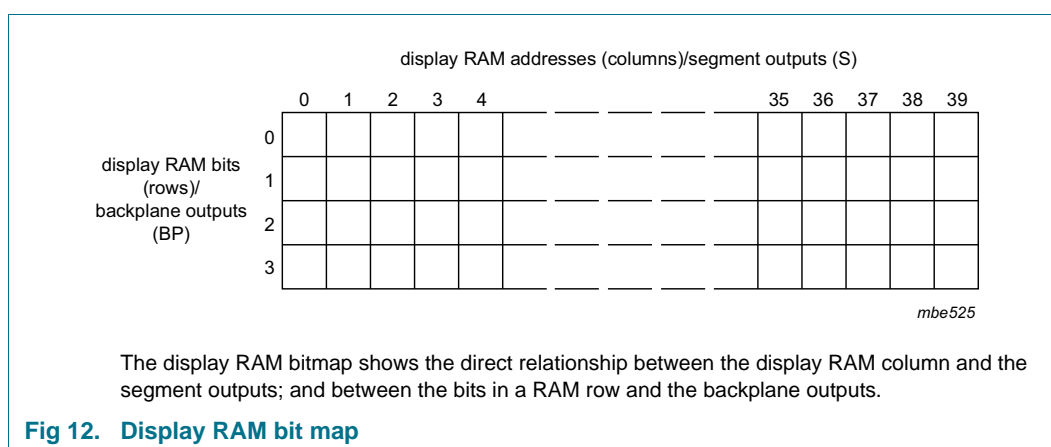 display RAM addresses (columns)/segment outputs (S)
0 1 2 3 4 35 36 37 38 39
0
display RAM bits
1
(rows)/
backplane outputs
2
(BP)
3
mbe525
The display RAM bitmap shows the direct relationship between the display RAM column and the
segment outputs; and between the bits in a RAM row and the backplane outputs.
Fig 12. Display RAM bit map